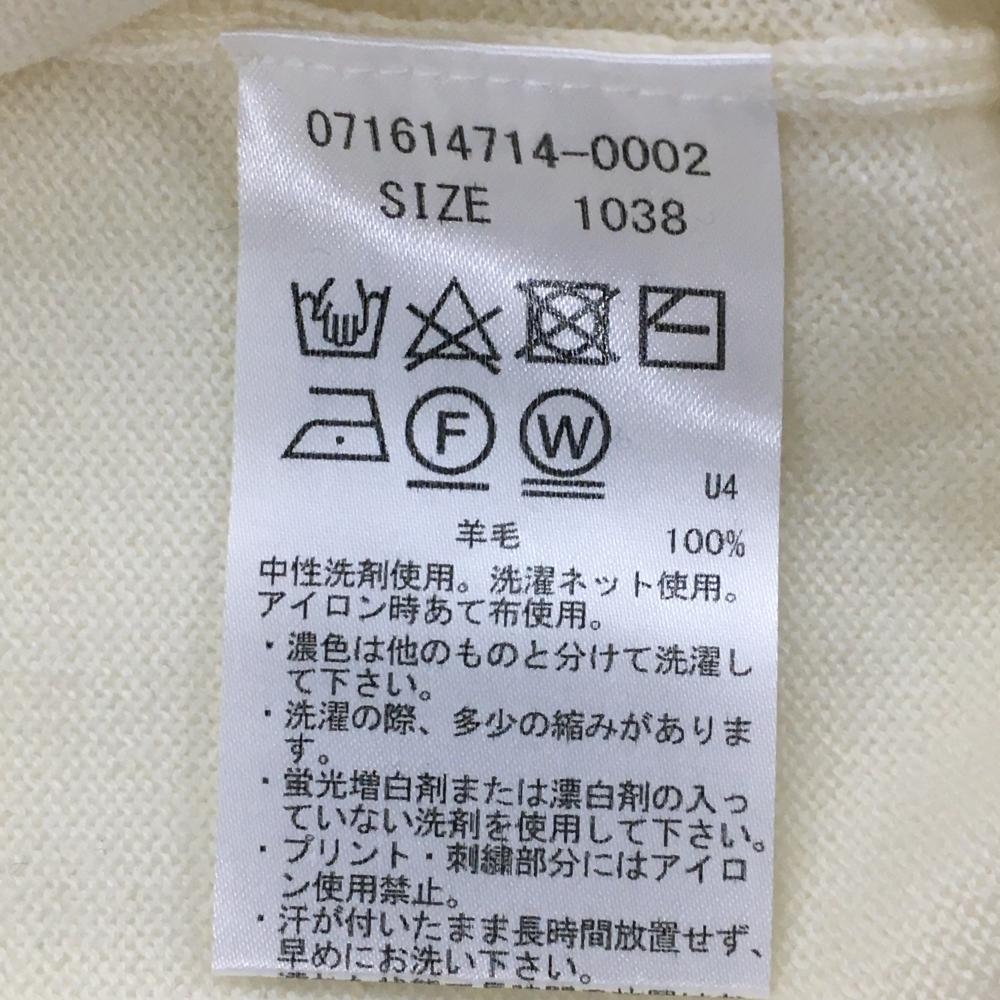 071614714-0002
SIZE 1038
F W
U4
羊毛 100%
中性洗剤使用。洗濯ネット使用。
アイロン時あて布使用。
・濃色は他のものと分けて洗濯し
て下さい。
・洗濯の際、多少の縮みがありま
す。
・蛍光増白剤または漂白剤の入っ
ていない洗剤を使用して下さい。
・プリント・刺繍部分にはアイロ
ン使用禁止。
・汗が付いたまま長時間放置せず、
早めにお洗い下さい。